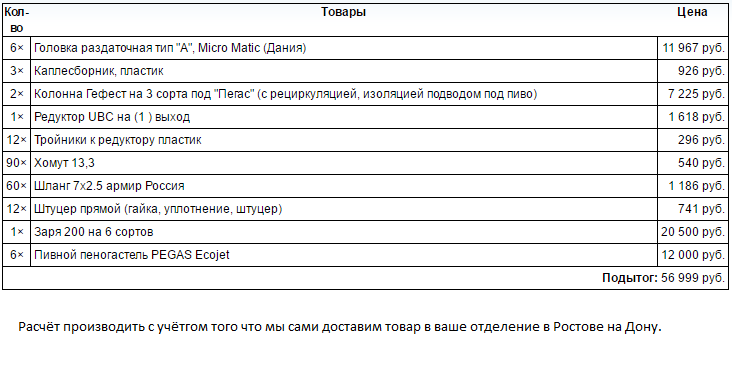 Кол-во Товары Цена
6× Головка раздаточная тип "А", Micro Matic (Дания) 11 967 руб.
3× Каплесборник, пластик 926 руб.
2× Колонна Гефест на 3 сорта под "Пегас" (с рециркуляцией, изоляцией подводом под пиво) 7 225 руб.
1× Редуктор UBC на (1 ) выход 1 618 руб.
12× Тройники к редуктору пластик 296 руб.
90× Хомут 13,3 540 руб.
60× Шланг 7х2.5 армир Россия 1 186 руб.
12× Штуцер прямой (гайка, уплотнение, штуцер) 741 руб.
1× Заря 200 на 6 сортов 20 500 руб.
6× Пивной пеногастель PEGAS Ecojet 12 000 руб.
Подытог: 56 999 руб.
Расчёт производить с учётгом того что мы сами доставим товар в ваше отделение в Ростове на Дону.